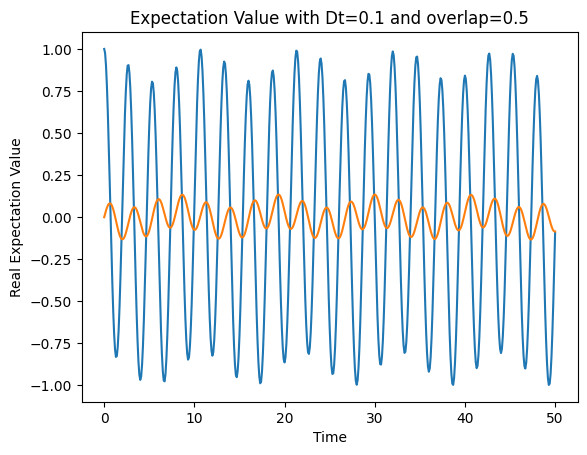 Expectation Value with Dt=0.1 and overlap=0.5
1.00
0.75
0.50
0.25
0.00
−0.25
−0.50
−0.75
−1.00
Real Expectation Value
0 10 20 30 40 50
Time